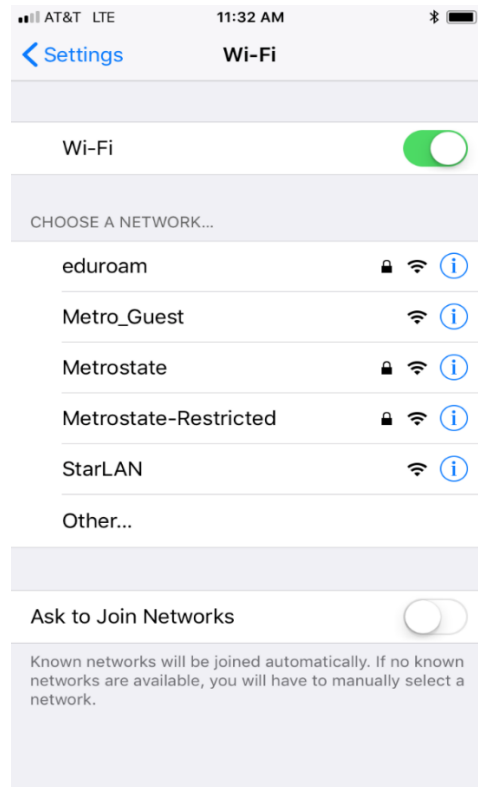 AT&T LTE 11:32 AM
Settings Wi-Fi
Wi-Fi
CHOOSE A NETWORK...
eduroam
Metro_Guest
Metrostate
Metrostate-Restricted
StarLAN
Other...
Ask to Join Networks
Known networks will be joined automatically. If no known
networks are available, you will have to manually select a
network.